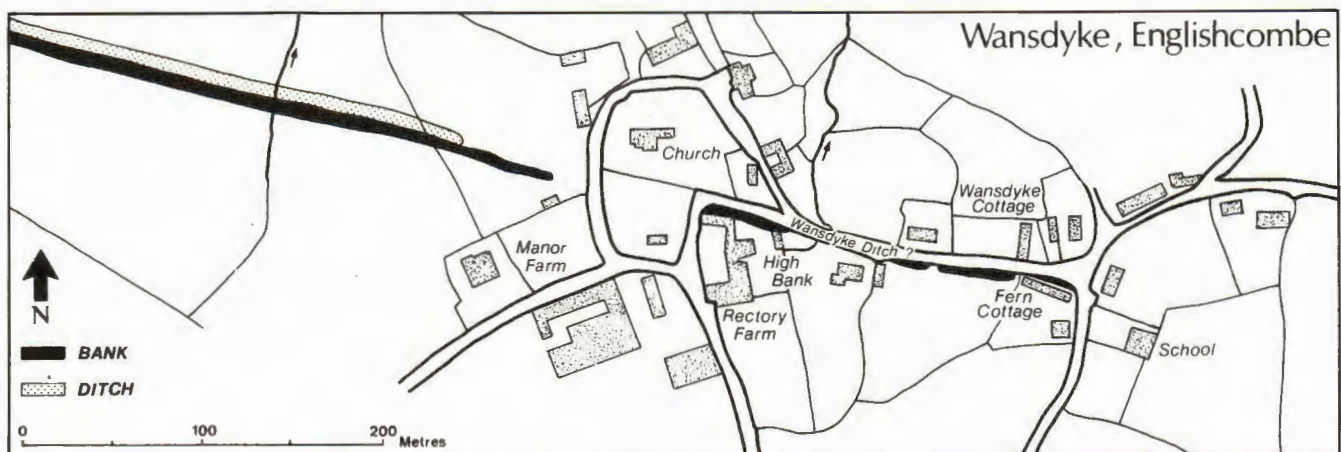 Wansdyke, Englishcombe
Church
Wansdyke
Cottage
Manor
Farm
Wansdyke Ditch ?
High
Bank
Fern
Cottage
Rectory
Farm
School
N
BANK
DITCH
0 100 200 Metres